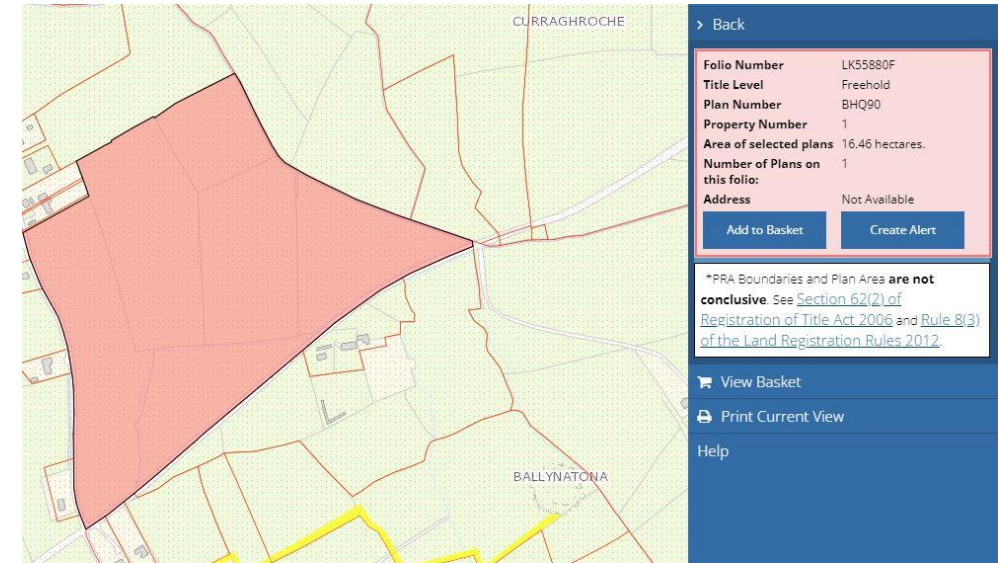 CURRAGHROCHE
BALLYNATONA
> Back
Folio Number LK55880F
Title Level Freehold
Plan Number BHQ90
Property Number 1
Area of selected plans 16.46 hectares.
Number of Plans on 1
this folio:
Address Not Available
Add to Basket Create Alert
*PRA Boundaries and Plan Area are not
conclusive. See Section 62(2) of
Registration of Title Act 2006 and Rule 8(3)
of the Land Registration Rules 2012.
View Basket
Print Current View
Help